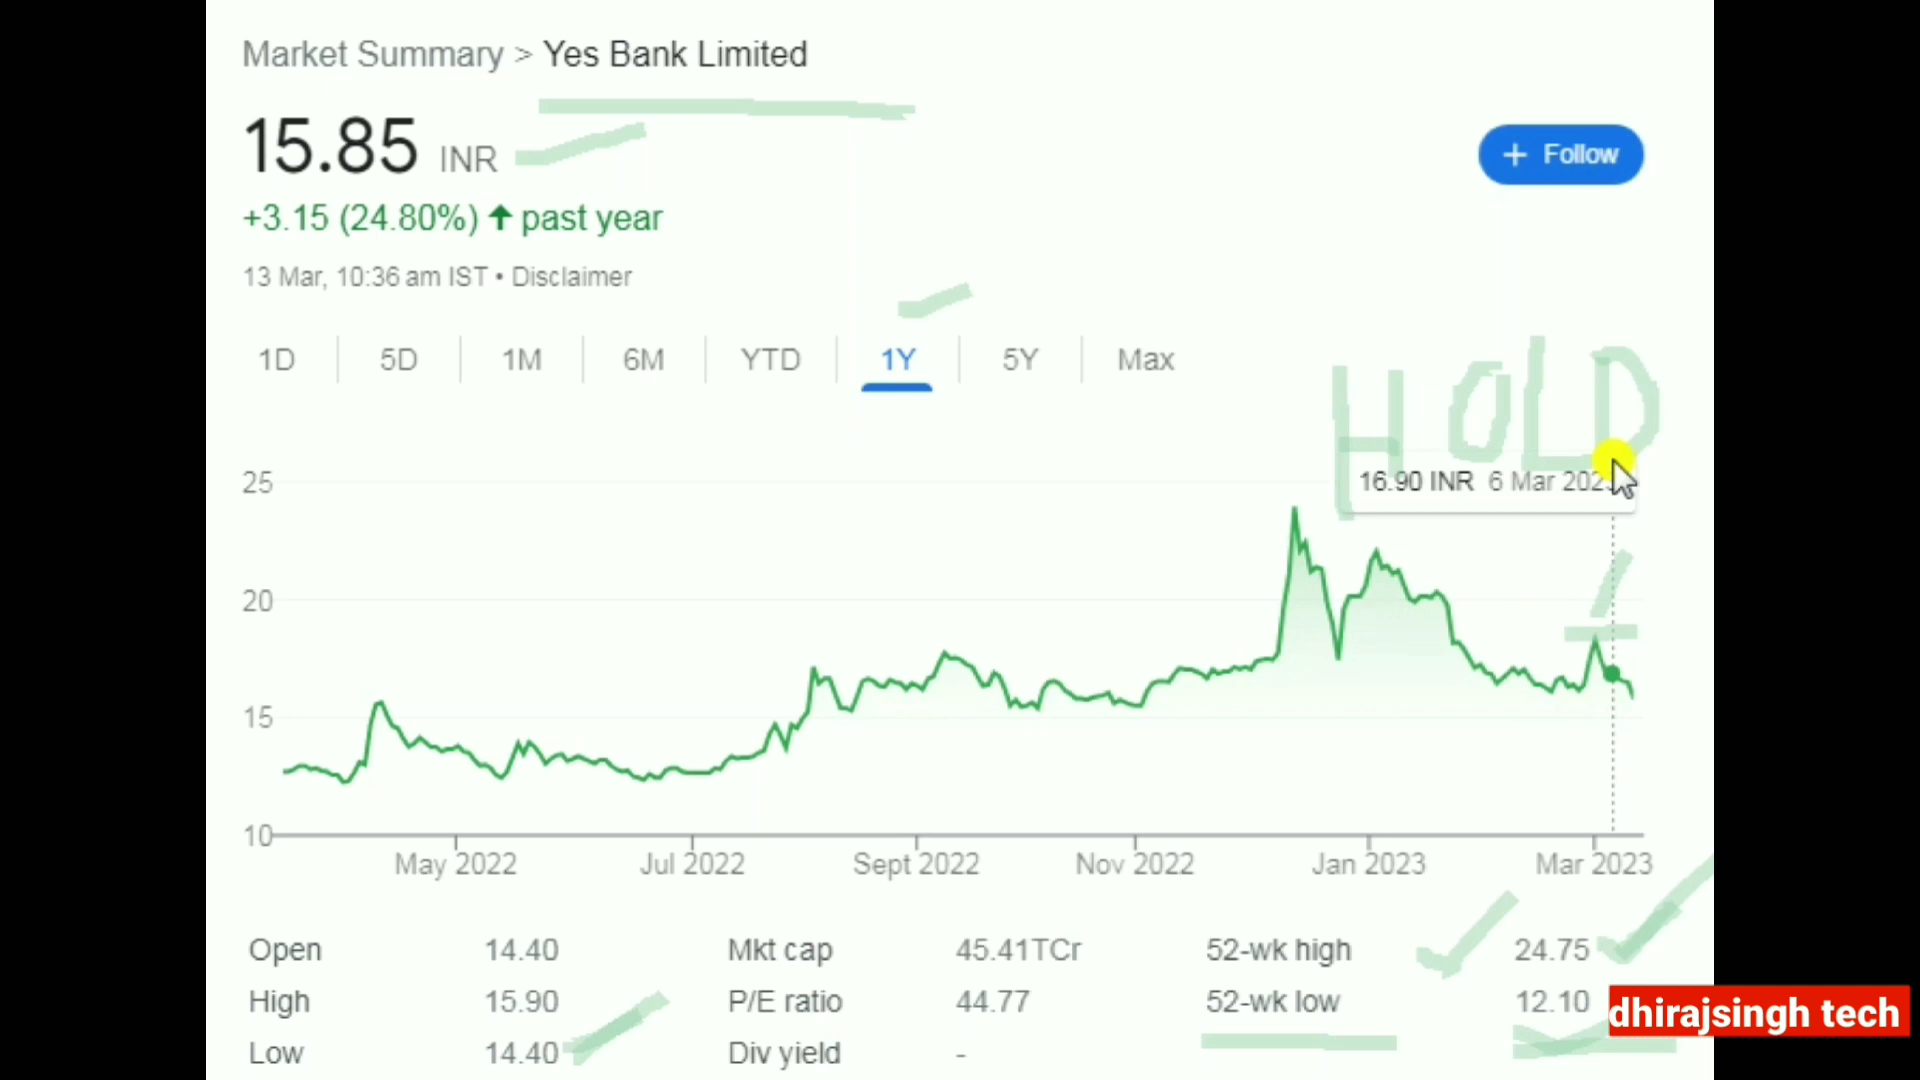 Market Summary > Yes Bank Limited
15.85 INR
+ Follow
+3.15 (24.80%) ↑ past year
13 Mar, 10:36 am IST • Disclaimer
1D 5D 1M 6M YTD 1Y 5Y Max
HOLD
16.90 INR 6 Mar 202
25
20
15
10
May 2022 Jul 2022 Sept 2022 Nov 2022 Jan 2023 Mar 2023
Open 14.40 Mkt cap 45.41TCr 52-wk high 24.75
High 15.90 P/E ratio 44.77 52-wk low 12.10
Low 14.40 Div yield -
dhirajsingh tech